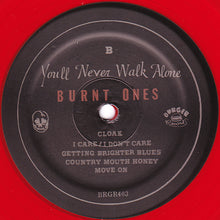 B
You'll Never Walk Alone
BURNT ONES
CLOAK
I CARE / I DON'T CARE
GETTING BRIGHTER BLUES
COUNTRY MOUTH HONEY
MOVE ON
BURGER